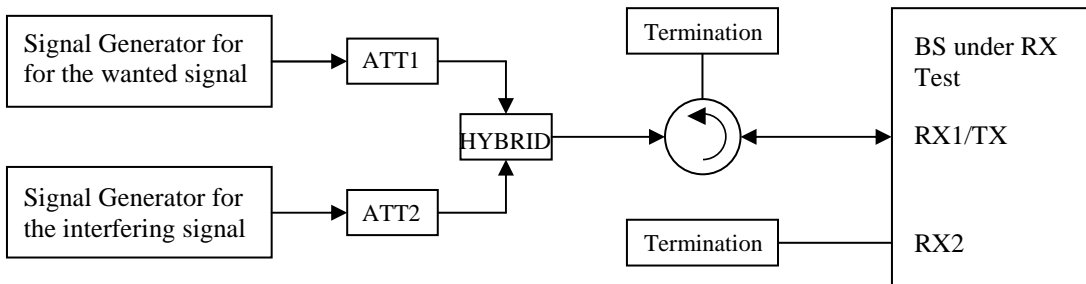 Signal Generator for
for the wanted signal
ATT1
HYBRID
Signal Generator for
the interfering signal
ATT2
Termination
Termination
BS under RX
Test
RX1/TX
RX2